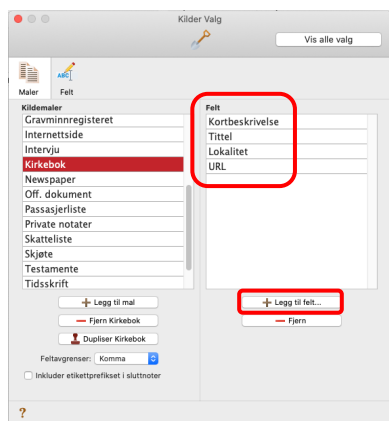 Kilder Valg
Vis alle valg
ABC
Maler
Felt
Kildemaler
Gravminnregisteret
Internettside
Intervju
Kirkebok
Newspaper
Off. dokument
Passasjerliste
Private notater
Skatteliste
Skjøte
Testamente
Tidsskrift
Legg til mal
Fjern Kirkebok
Dupliser Kirkebok
Feltavgrenser: Komma
Inkluder etikettprefikset i sluttnoter
Felt
Kortbeskrivelse
Tittel
Lokalitet
URL
Legg til felt...
Fjern
?